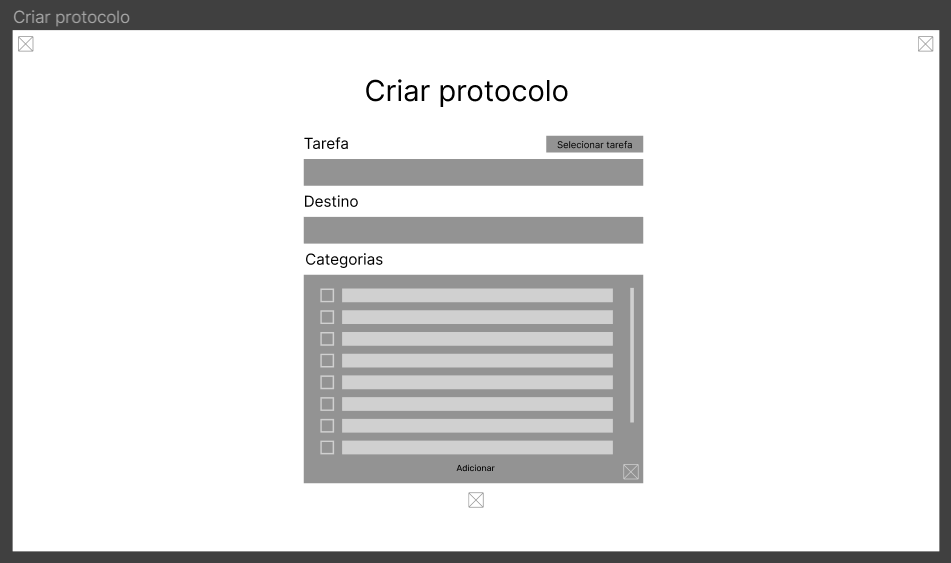 Criar protocolo
Criar protocolo
Tarefa
Selecionar tarefa
Destino
Categorias
Adicionar